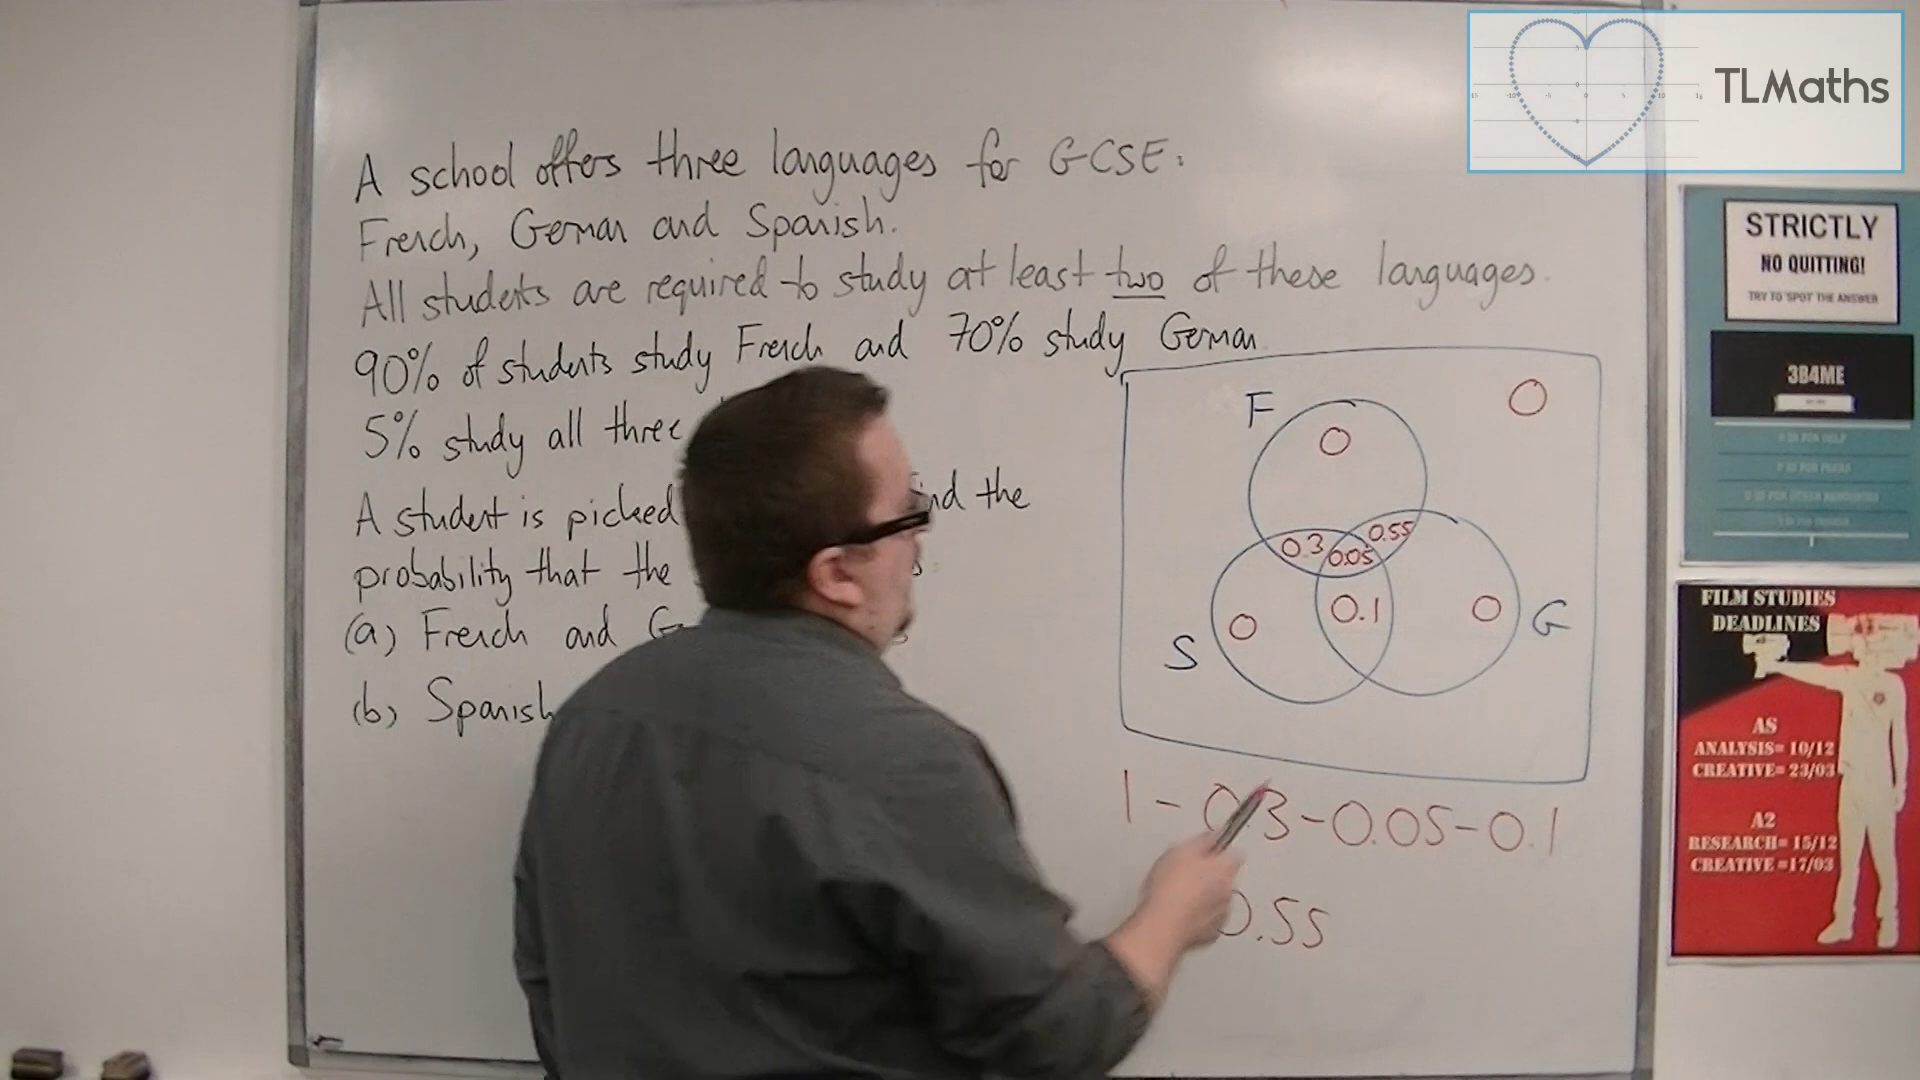 TLMaths
A school offers three languages for GCSE:
French, German and Spanish.
All students are required to study at least two of these languages.
90% of students study French and 70% study German
5% study all three
A student is picked
the
probability that the
(a) French and
(b) Spanish
F
0
0
0.3
0.05
0.55
0
0.1
0
S
G
1 - 0.3 - 0.05 - 0.1
0.55
STRICTLY
NO QUITTING!
TRY TO SPOT THE ANSWER
3B4ME
FILM STUDIES
DEADLINES
AS
ANALYSIS= 10/12
CREATIVE= 23/03
A2
RESEARCH= 15/12
CREATIVE =17/03